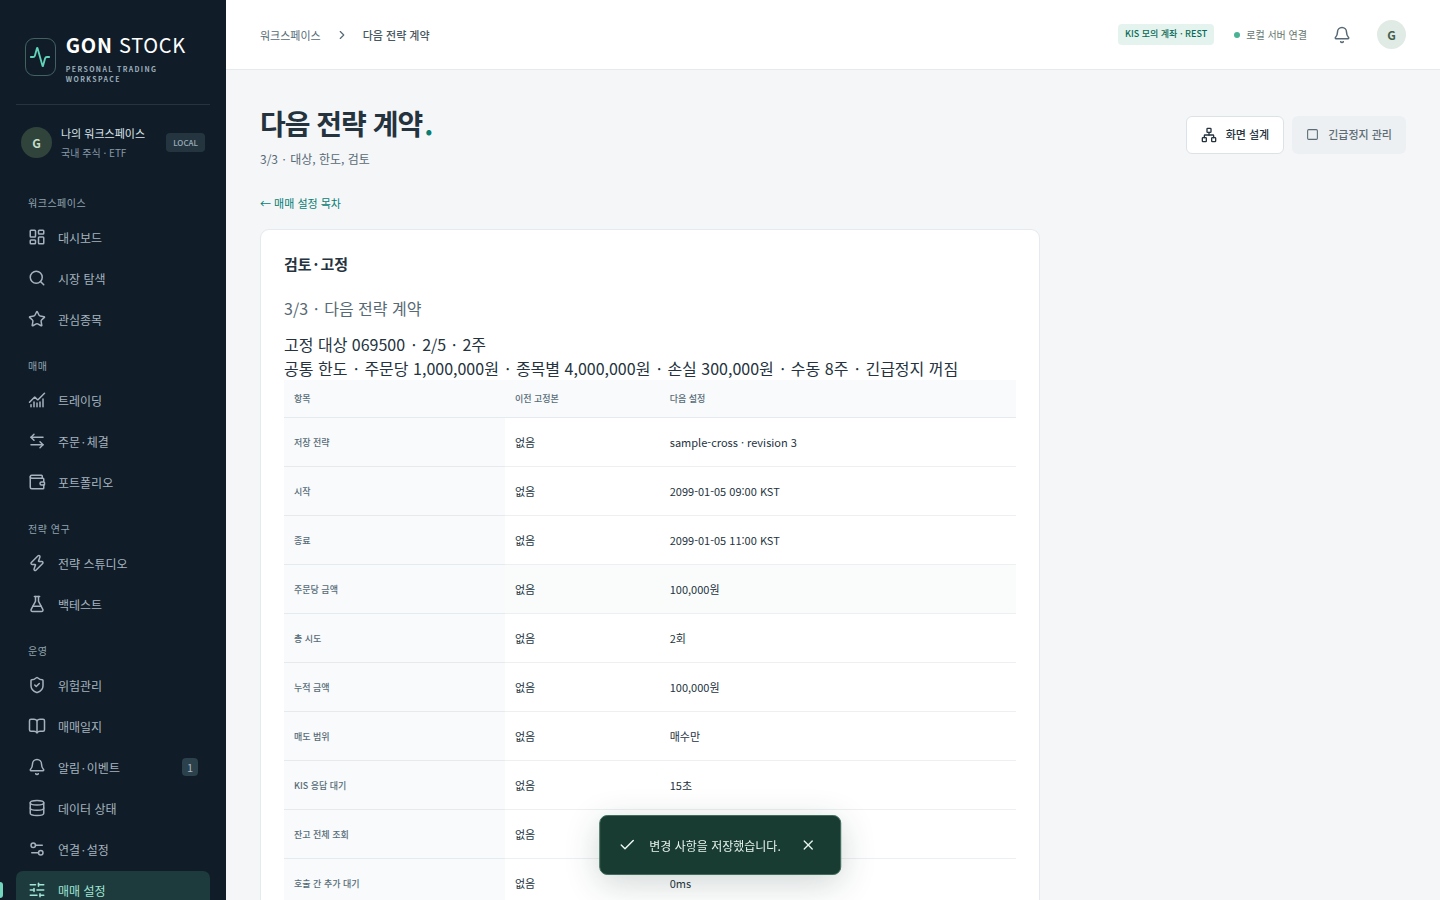 GON STOCK
PERSONAL TRADING
WORKSPACE
G
나의 워크스페이스
국내 주식 · ETF
LOCAL
워크스페이스
대시보드
시장 탐색
관심종목
매매
트레이딩
주문·체결
포트폴리오
전략 연구
전략 스튜디오
백테스트
운영
위험관리
매매일지
알림·이벤트 1
데이터 상태
연결·설정
매매 설정
워크스페이스 > 다음 전략 계약
KIS 모의 계좌 · REST
로컬 서버 연결
G
다음 전략 계약.
3/3 · 대상, 한도, 검토
화면 설계
긴급정지 관리
← 매매 설정 목차
검토·고정
3/3 · 다음 전략 계약
고정 대상 069500 · 2/5 · 2주
공통 한도 · 주문당 1,000,000원 · 종목별 4,000,000원 · 손실 300,000원 · 수동 8주 · 긴급정지 꺼짐
항목 이전 고정본 다음 설정
저장 전략 없음 sample-cross · revision 3
시작 없음 2099-01-05 09:00 KST
종료 없음 2099-01-05 11:00 KST
주문당 금액 없음 100,000원
총 시도 없음 2회
누적 금액 없음 100,000원
매도 범위 없음 매수만
KIS 응답 대기 없음 15초
잔고 전체 조회 없음
호출 간 추가 대기 없음 0ms
변경 사항을 저장했습니다.